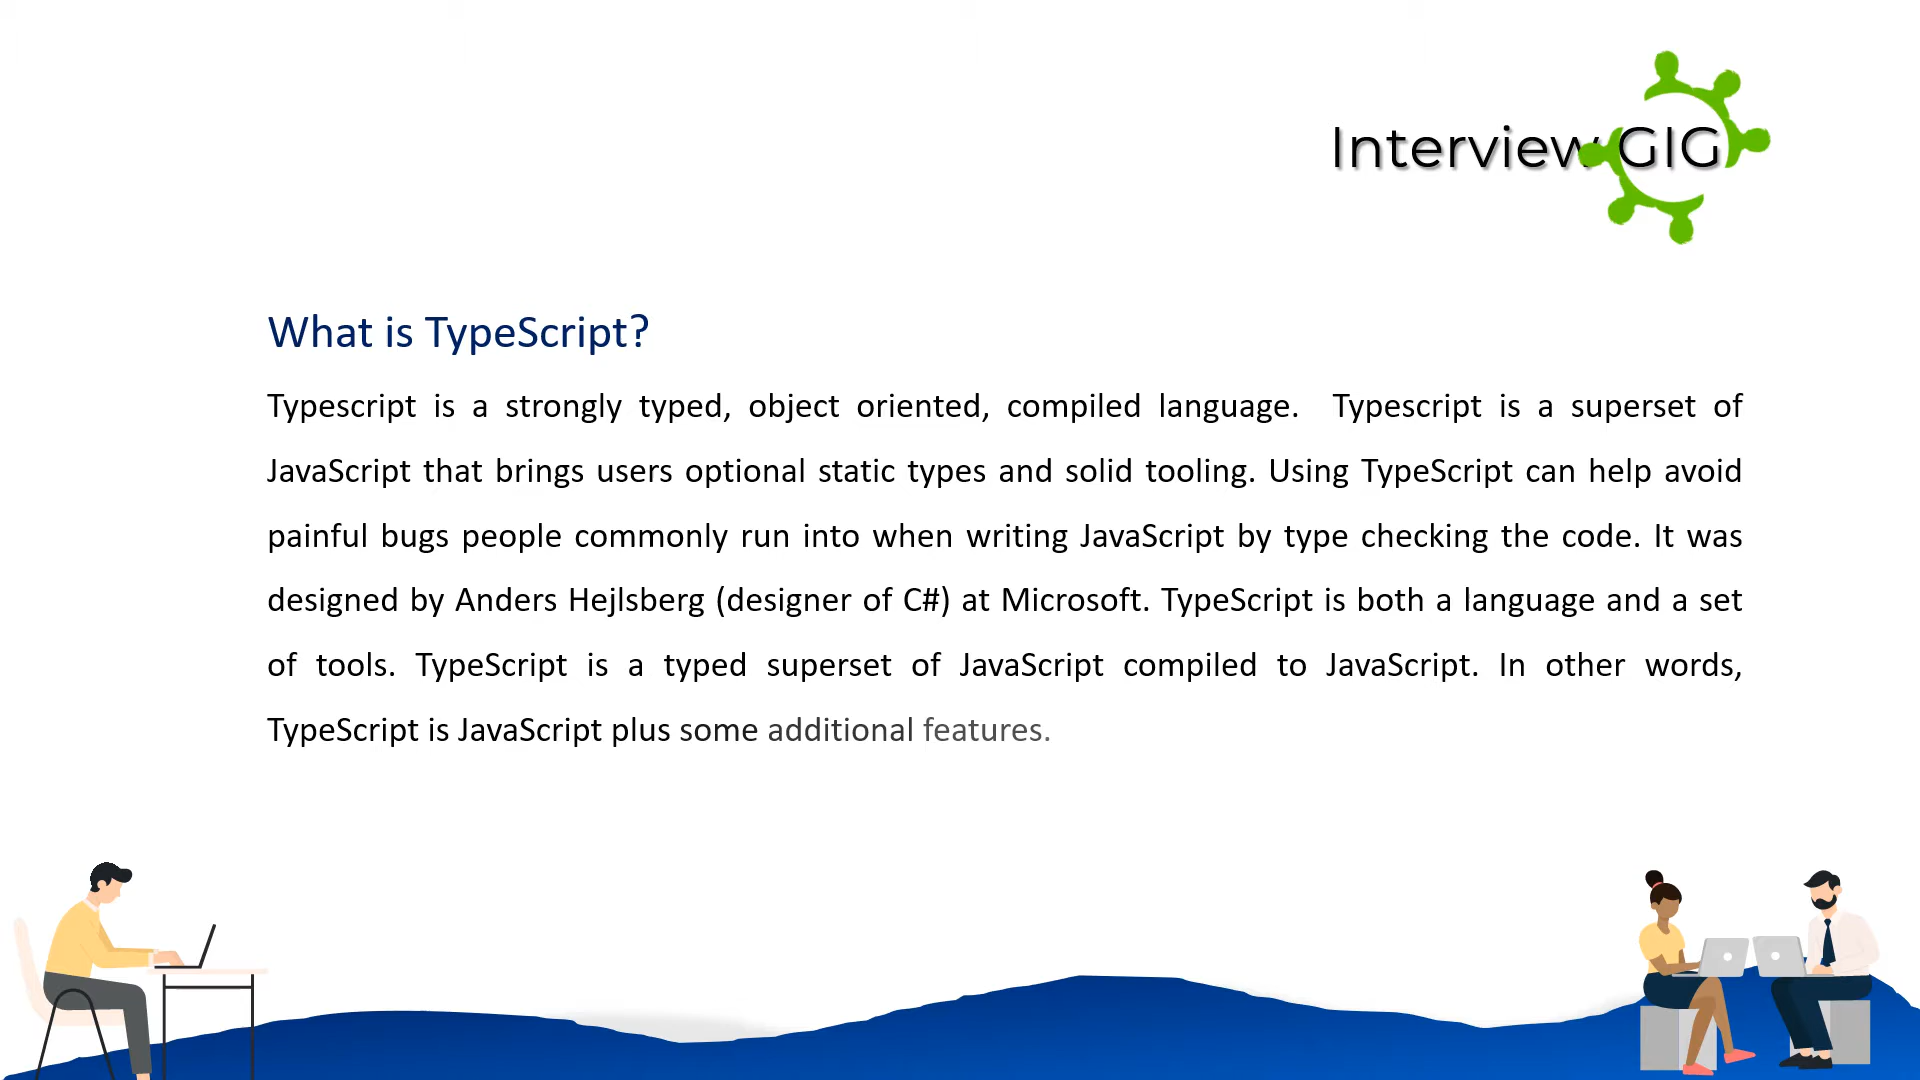 Interview GIG
What is TypeScript?
Typescript is a strongly typed, object oriented, compiled language. Typescript is a superset of
JavaScript that brings users optional static types and solid tooling. Using TypeScript can help avoid
painful bugs people commonly run into when writing JavaScript by type checking the code. It was
designed by Anders Hejlsberg (designer of C#) at Microsoft. TypeScript is both a language and a set
of tools. TypeScript is a typed superset of JavaScript compiled to JavaScript. In other words,
TypeScript is JavaScript plus some additional features.